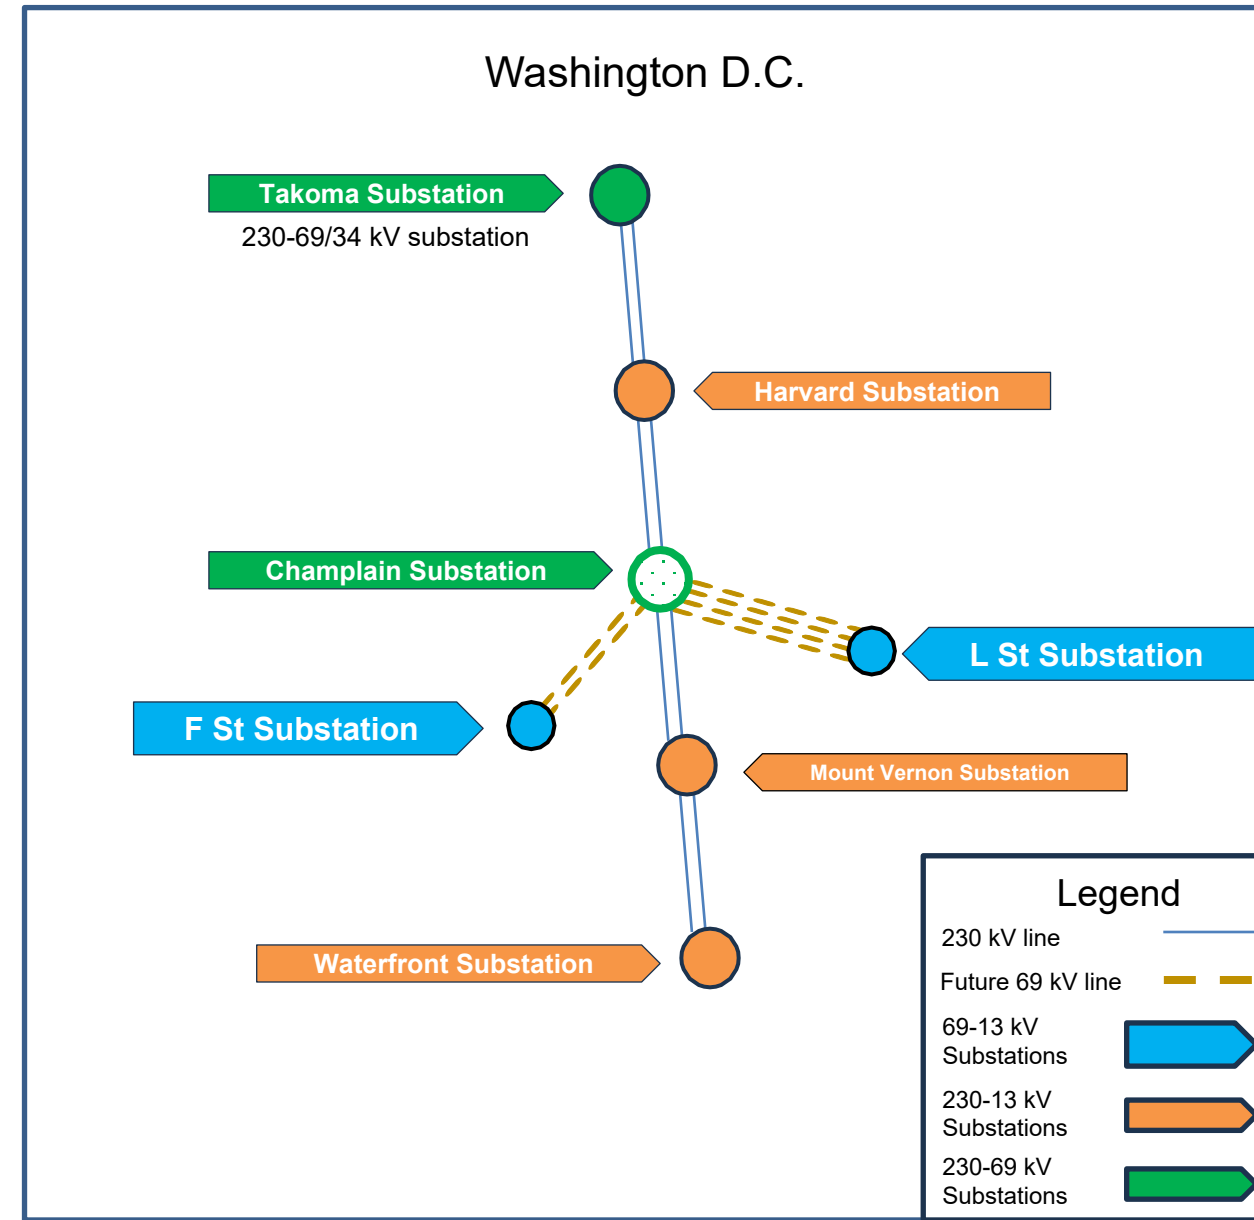 Washington D.C.
Takoma Substation
230-69/34 kV substation
Harvard Substation
Champlain Substation
L St Substation
F St Substation
Mount Vernon Substation
Waterfront Substation
Legend
230 kV line
Future 69 kV line
69-13 kV
Substations
230-13 kV
Substations
230-69 kV
Substations